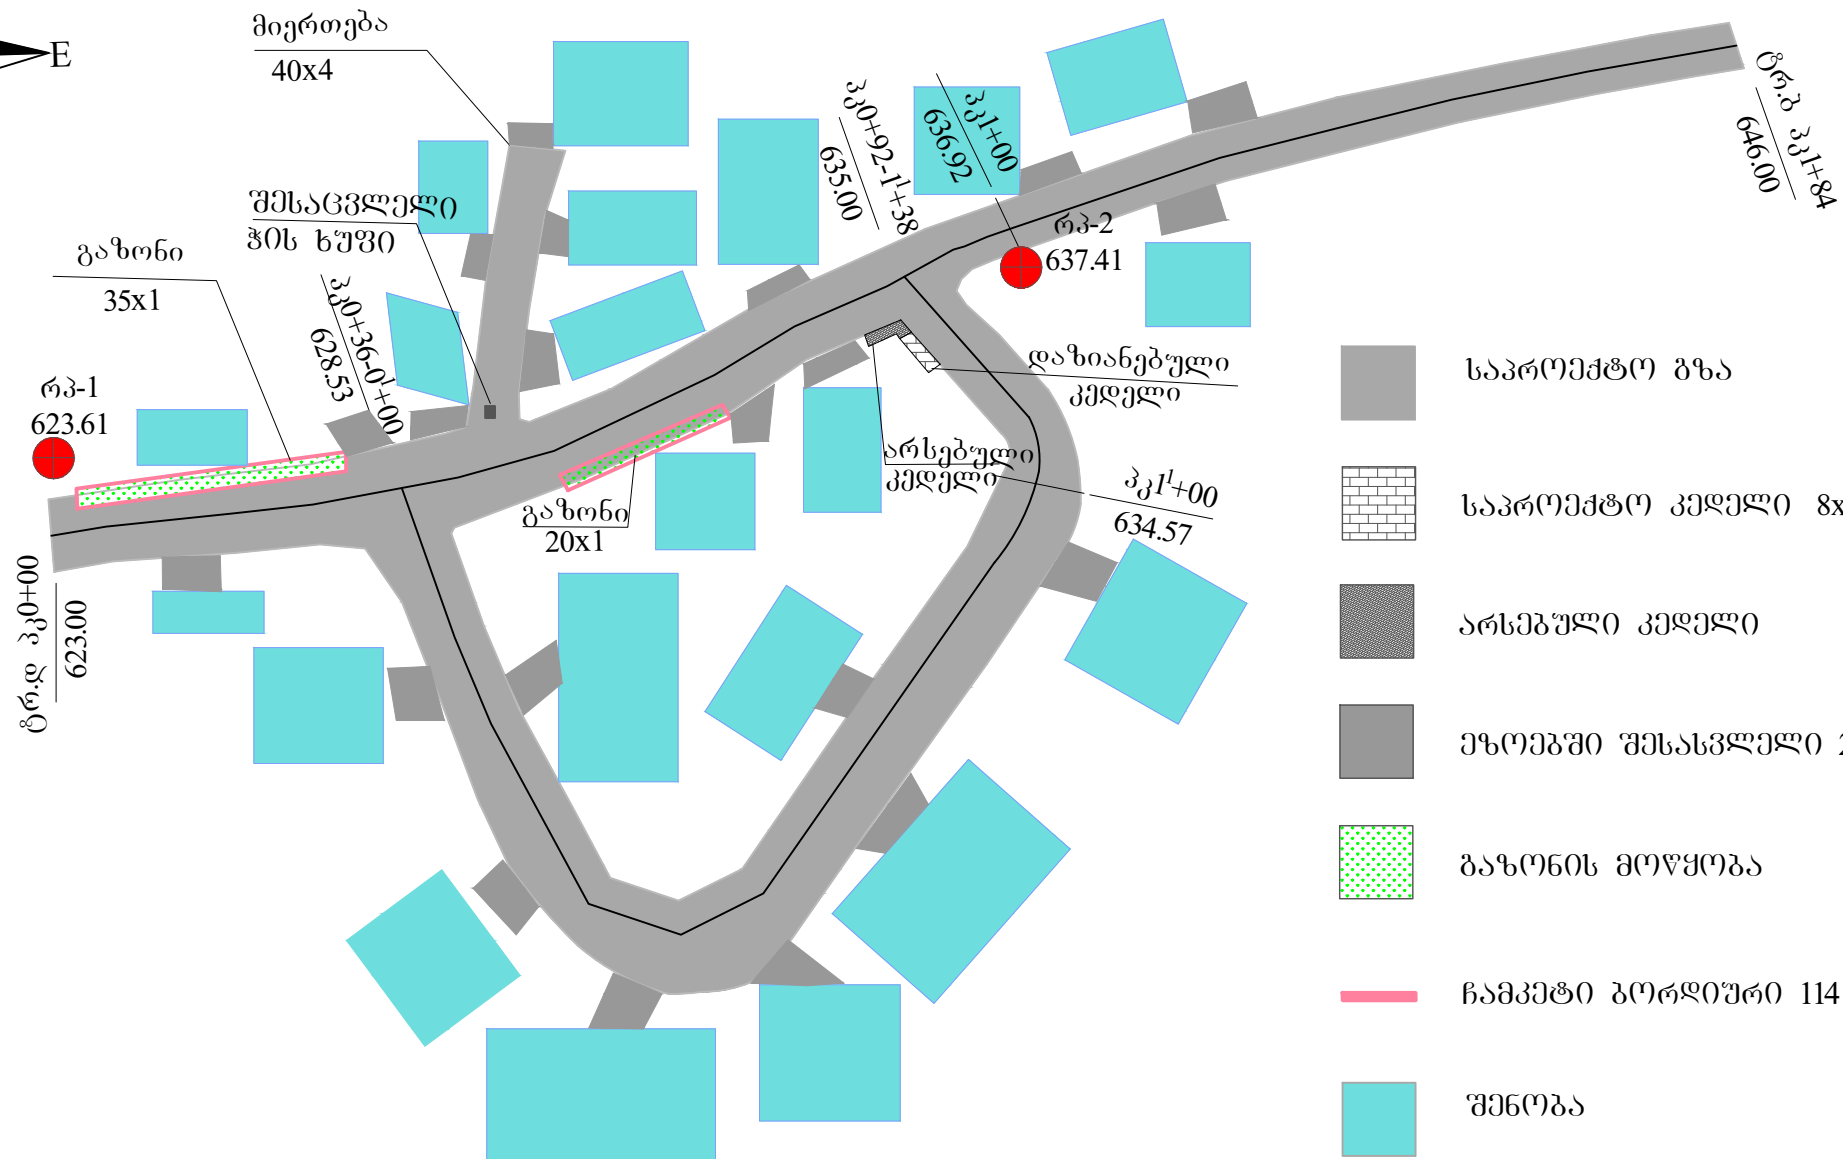 E
მიერთება
40x4
შესაცვლელი
ჭის ხუფი
გაზონი
35x1
რპ-1
623.61
პკ0+36-0¹+00
628.53
პკ0+92-1¹+38
635.00
პკ1+00
636.92
რპ-2
637.41
ტრ.ბ პკ1+84
646.00
დაზიანებული
კედელი
არსებული
კედელი
პკ1¹+00
634.57
გაზონი
20x1
ტრ.დ პკ0+00
623.00
საპროექტო გზა
საპროექტო კედელი 8x
არსებული კედელი
ეზოებში შესასვლელი
გაზონის მოწყობა
ჩამკეტი ბორდიური 114
შენობა